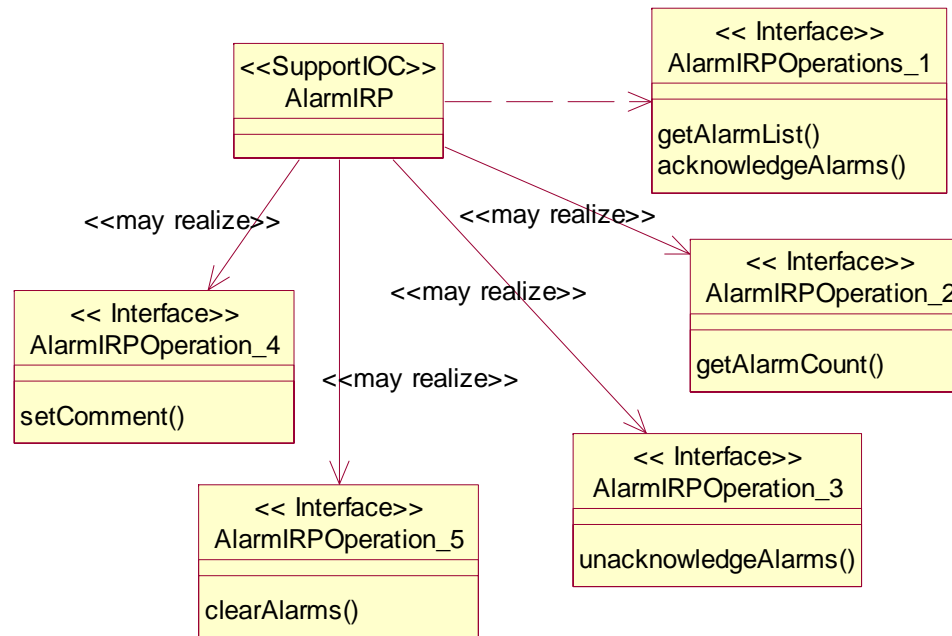 << Interface>>
AlarmIRPOperations_1
getAlarmList()
acknowledgeAlarms()
<<SupportIOC>>
AlarmIRP
<<may realize>>
<<may realize>>
<<may realize>>
<<may realize>>
<< Interface>>
AlarmIRPOperation_2
getAlarmCount()
<< Interface>>
AlarmIRPOperation_4
setComment()
<< Interface>>
AlarmIRPOperation_3
unacknowledgeAlarms()
<< Interface>>
AlarmIRPOperation_5
clearAlarms()